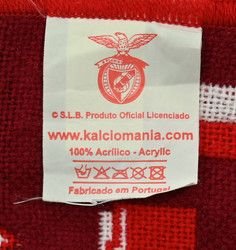 © S.L.B. Produto Oficial Licenciado
www.kalciomania.com
100% Acrílico - Acrylic
Fabricado em Portugal